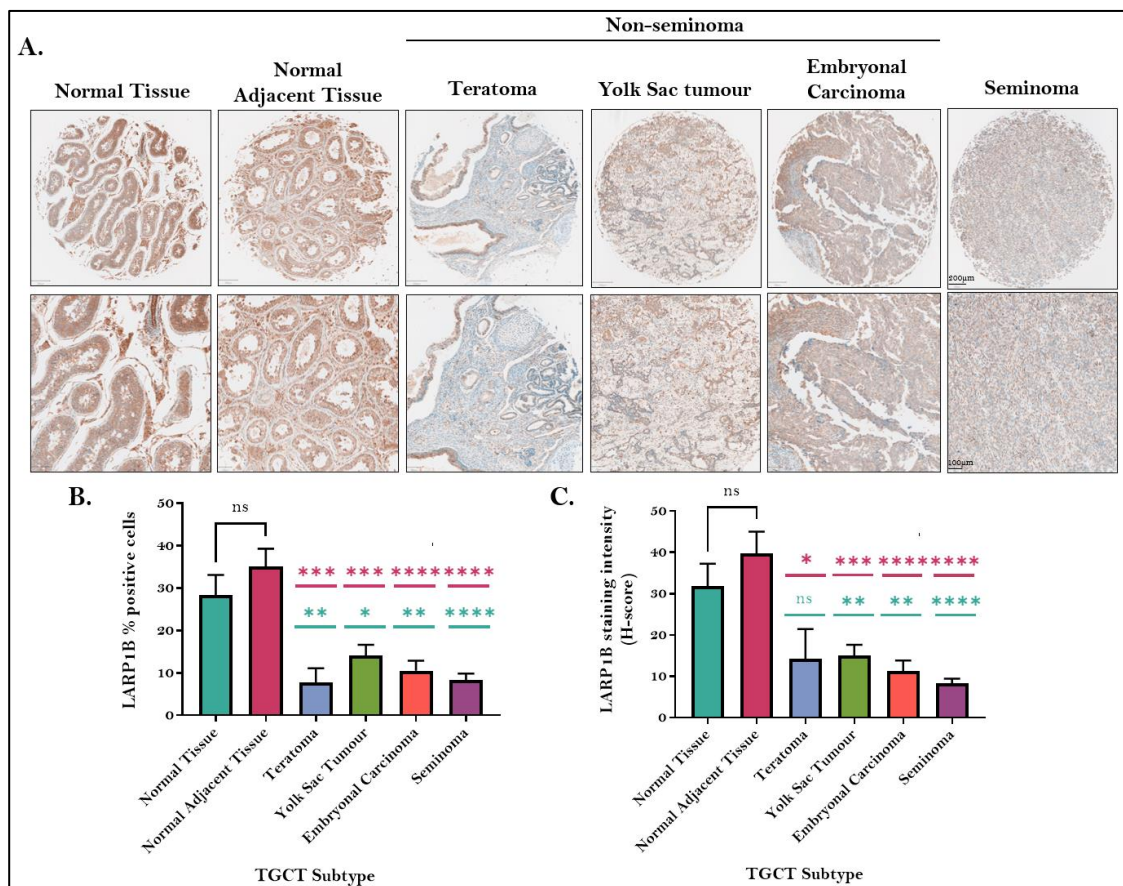 Non-seminoma
A.
Normal Tissue
Normal
Adjacent Tissue
Teratoma
Yolk Sac tumour
Embryonal
Carcinoma
Seminoma
200µm
100µm
B.
LARP1B % positive cells
50
40
30
20
10
0
ns
*** *** **** ****
** * ** ****
Normal Tissue
Normal Adjacent Tissue
Teratoma
Yolk Sac Tumour
Embryonal Carcinoma
Seminoma
TGCT Subtype
C.
LARP1B staining intensity
(H-score)
50
40
30
20
10
0
ns
* *** **** ****
ns ** ** ****
Normal Tissue
Normal Adjacent Tissue
Teratoma
Yolk Sac Tumour
Embryonal Carcinoma
Seminoma
TGCT Subtype